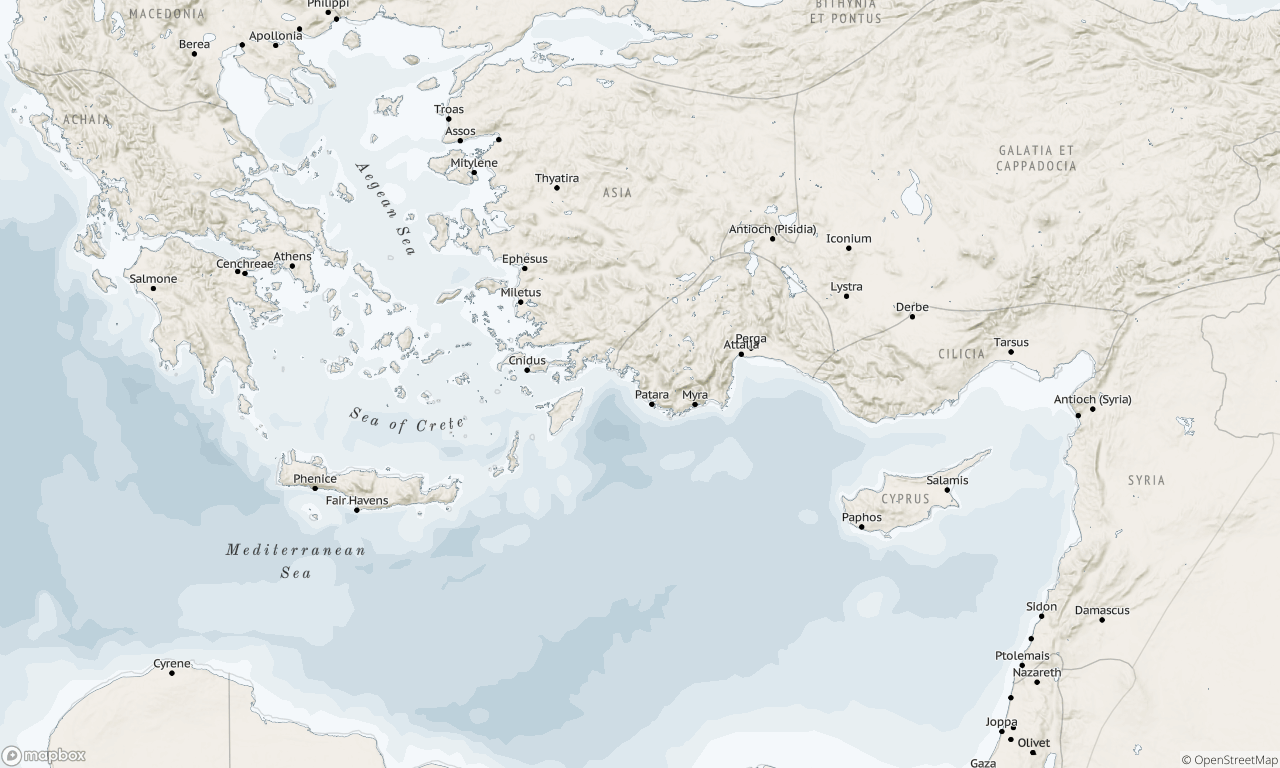 Philippi
BITHYNIA
ET PONTUS
MACEDONIA
Apollonia
Berea
Troas
ACHAIA
Assos
GALATIA ET
CAPPADOCIA
Mitylene
Thyatira
ASIA
Aegean Sea
Antioch (Pisidia)
Iconium
Athens
Ephesus
Cenchreae
Salmone
Miletus
Lystra
Derbe
Perga
Attalia
Tarsus
CILICIA
Cnidus
Patara
Myra
Antioch (Syria)
Sea of Crete
Phenice
Salamis
SYRIA
Fair Havens
CYPRUS
Paphos
Mediterranean
Sea
Sidon
Damascus
Ptolemais
Cyrene
Nazareth
Joppa
Olivet
Gaza
mapbox
© OpenStreetMap